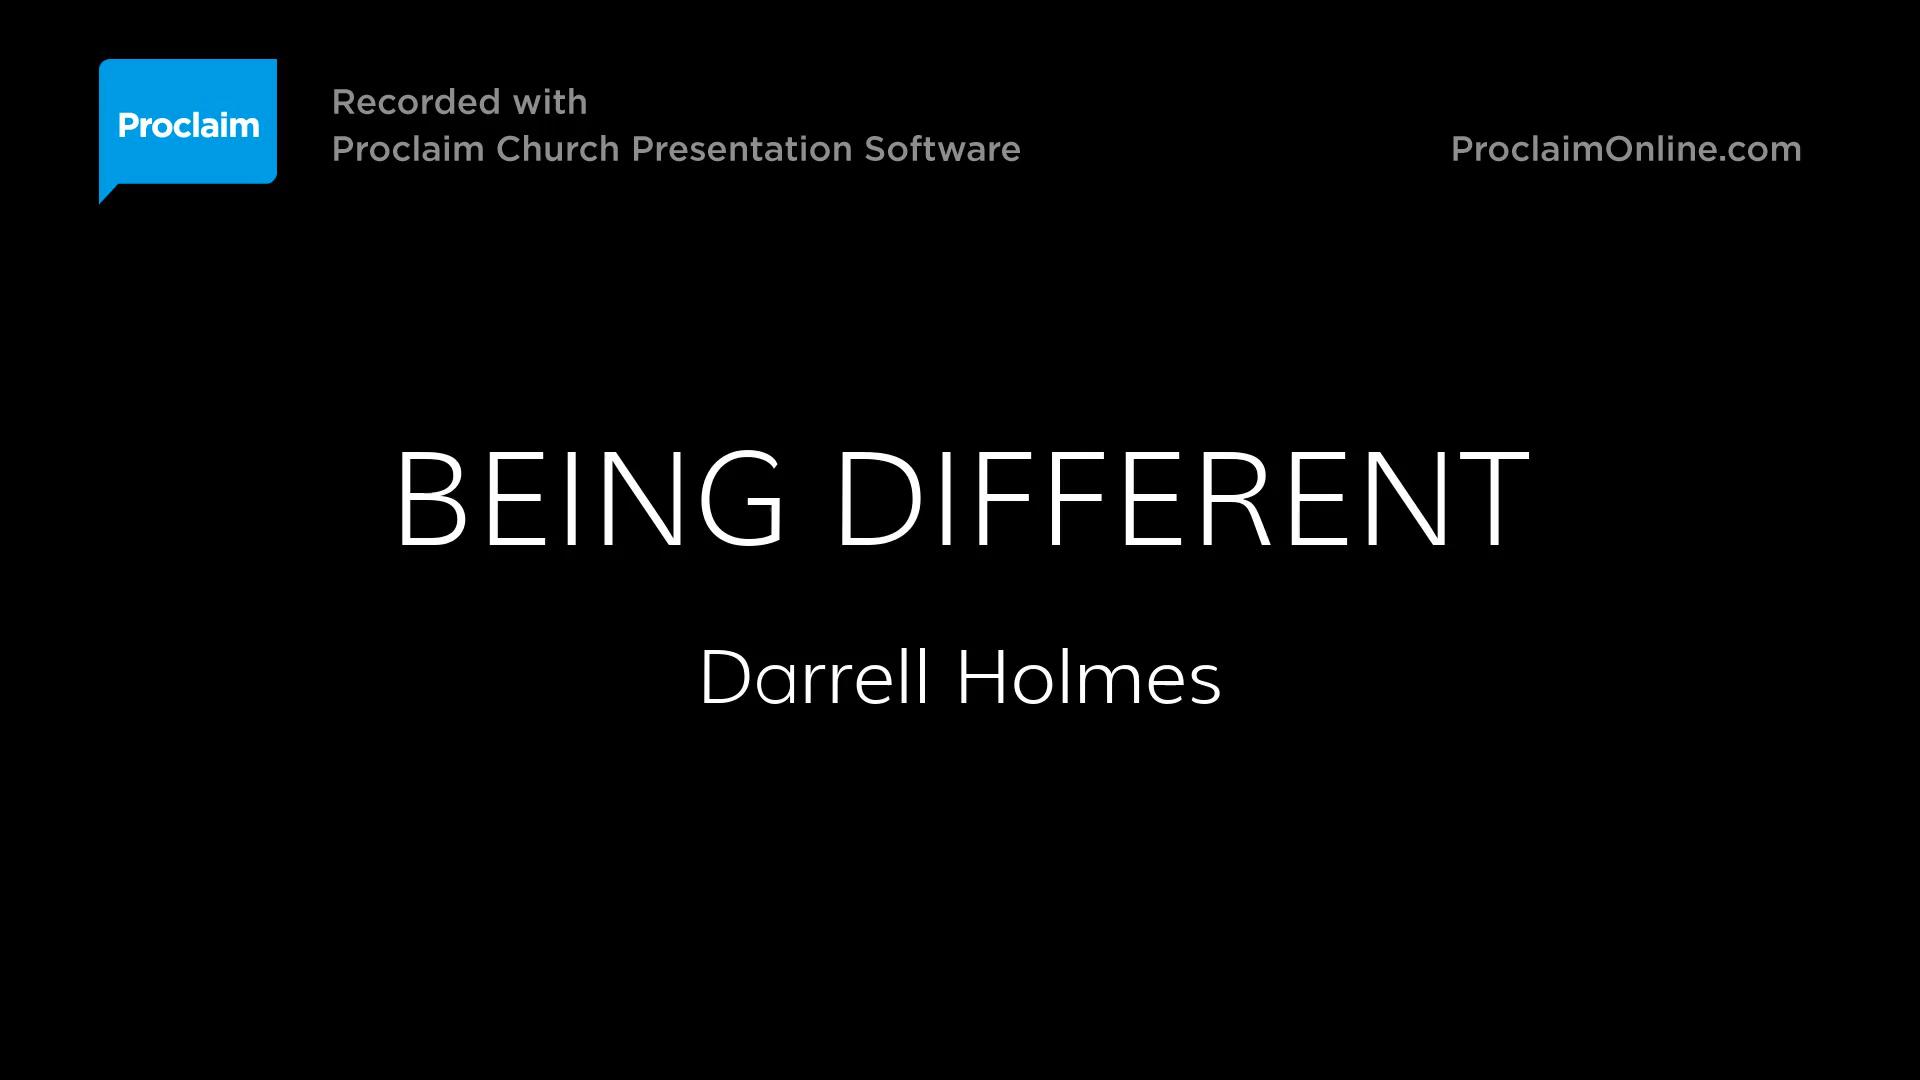 Proclaim
Recorded with
Proclaim Church Presentation Software
ProclaimOnline.com
BEING DIFFERENT
Darrell Holmes